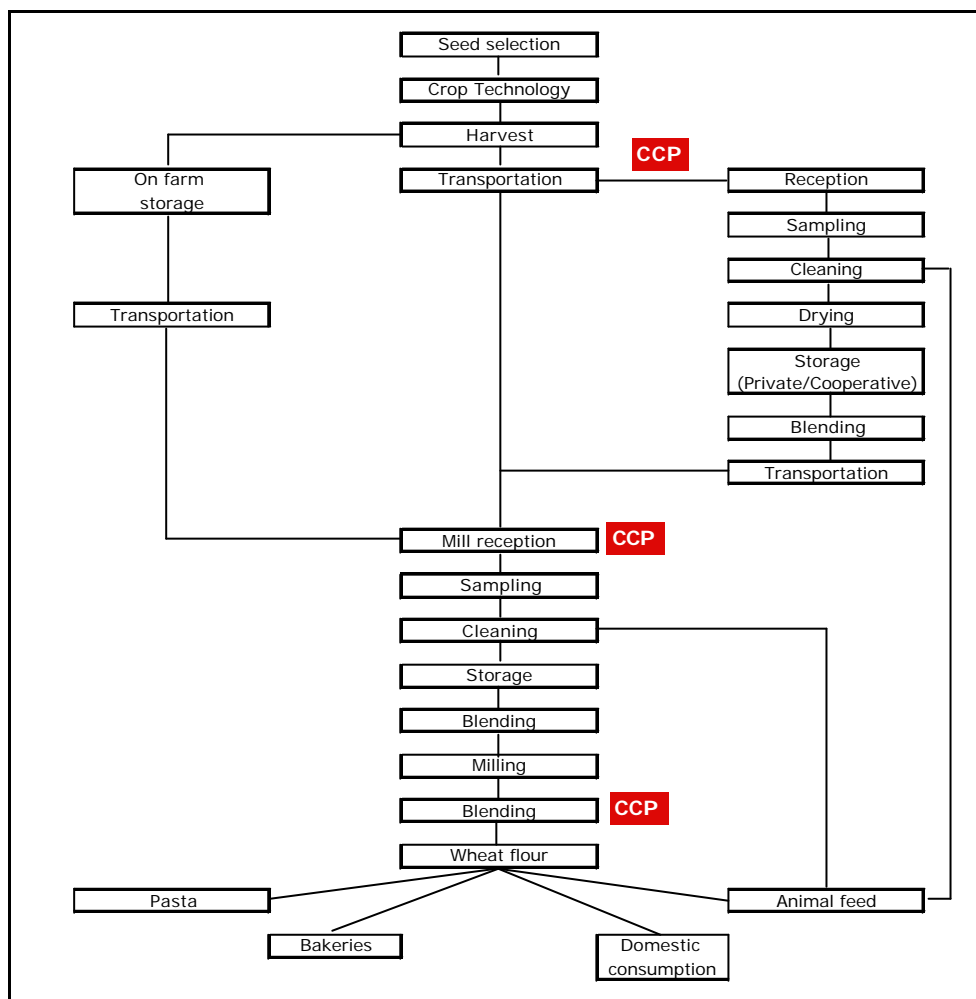 Seed selection
Crop Technology
Harvest
CCP
On farm
storage
Transportation
Reception
Sampling
Cleaning
Transportation
Drying
Storage
(Private/Cooperative)
Blending
Transportation
Mill reception
CCP
Sampling
Cleaning
Storage
Blending
Milling
Blending
CCP
Wheat flour
Pasta
Animal feed
Bakeries
Domestic
consumption